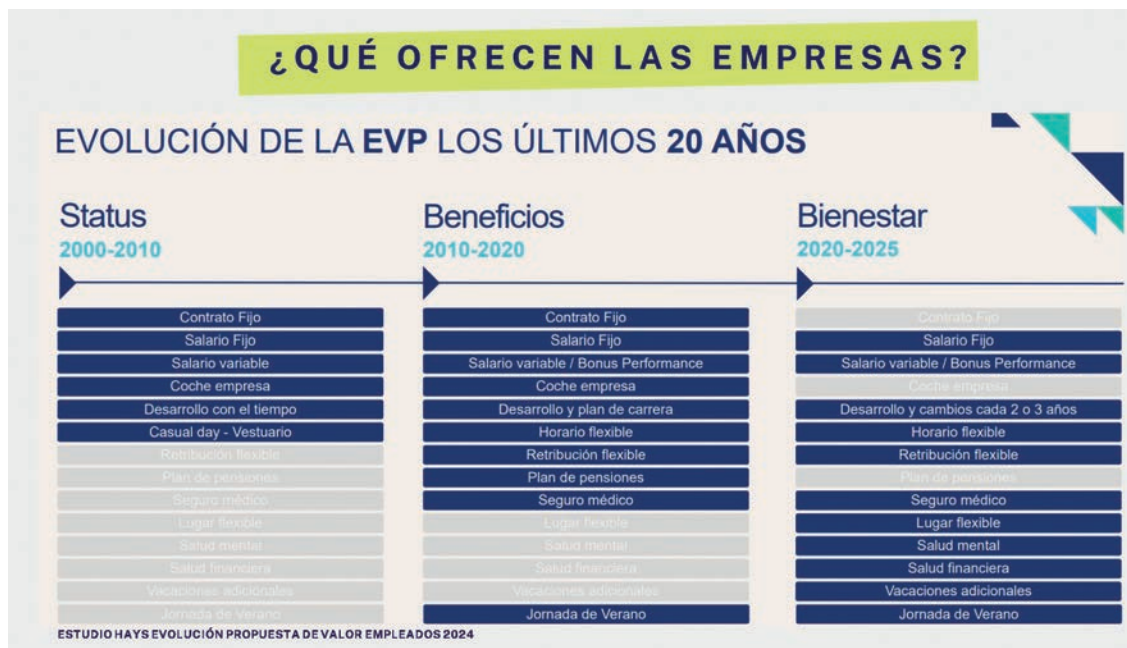 ¿QUÉ OFRECEN LAS EMPRESAS?
EVOLUCIÓN DE LA EVP LOS ÚLTIMOS 20 AÑOS
Status
2000-2010
Contrato Fijo
Salario Fijo
Salario variable
Coche empresa
Desarrollo con el tiempo
Casual day - Vestuario
Retribución flexible
Plan de pensiones
Seguro médico
Lugar flexible
Salud mental
Salud financiera
Vacaciones adicionales
Jornada de Verano
Beneficios
2010-2020
Contrato Fijo
Salario Fijo
Salario variable / Bonus Performance
Coche empresa
Desarrollo y plan de carrera
Horario flexible
Retribución flexible
Plan de pensiones
Seguro médico
Lugar flexible
Salud mental
Salud financiera
Vacaciones adicionales
Jornada de Verano
Bienestar
2020-2025
Contrato Fijo
Salario Fijo
Salario variable / Bonus Performance
Coche empresa
Desarrollo y cambios cada 2 o 3 años
Horario flexible
Retribución flexible
Plan de pensiones
Seguro médico
Lugar flexible
Salud mental
Salud financiera
Vacaciones adicionales
Jornada de Verano
ESTUDIO HAYS EVOLUCIÓN PROPUESTA DE VALOR EMPLEADOS 2024